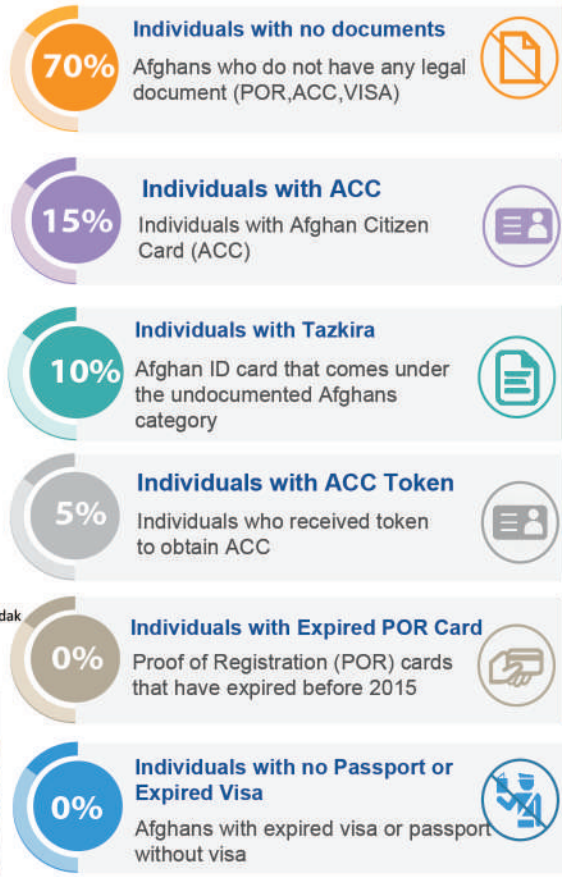 70%
Individuals with no documents
Afghans who do not have any legal
document (POR,ACC,VISA)
15%
Individuals with ACC
Individuals with Afghan Citizen
Card (ACC)
10%
Individuals with Tazkira
Afghan ID card that comes under
the undocumented Afghans
category
5%
Individuals with ACC Token
Individuals who received token
to obtain ACC
dak
0%
Individuals with Expired POR Card
Proof of Registration (POR) cards
that have expired before 2015
0%
Individuals with no Passport or
Expired Visa
Afghans with expired visa or passport
without visa